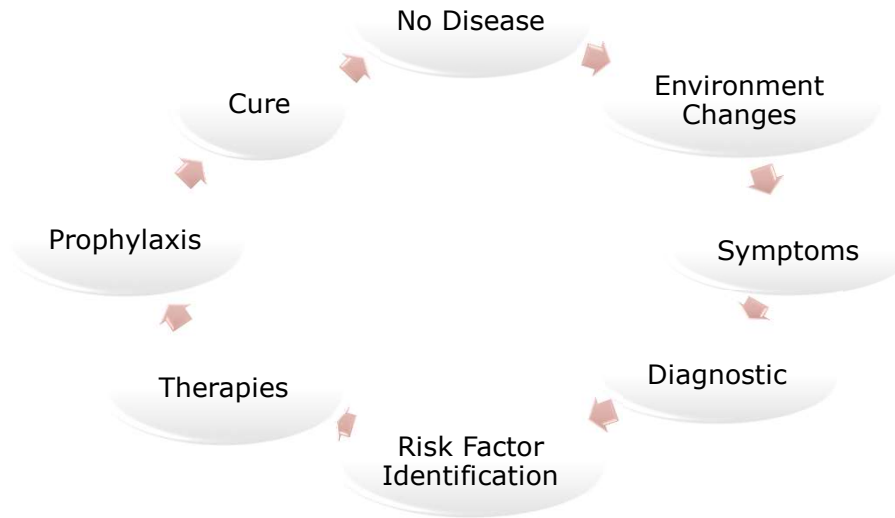 No Disease
Environment
Changes
Symptoms
Diagnostic
Risk Factor
Identification
Therapies
Prophylaxis
Cure